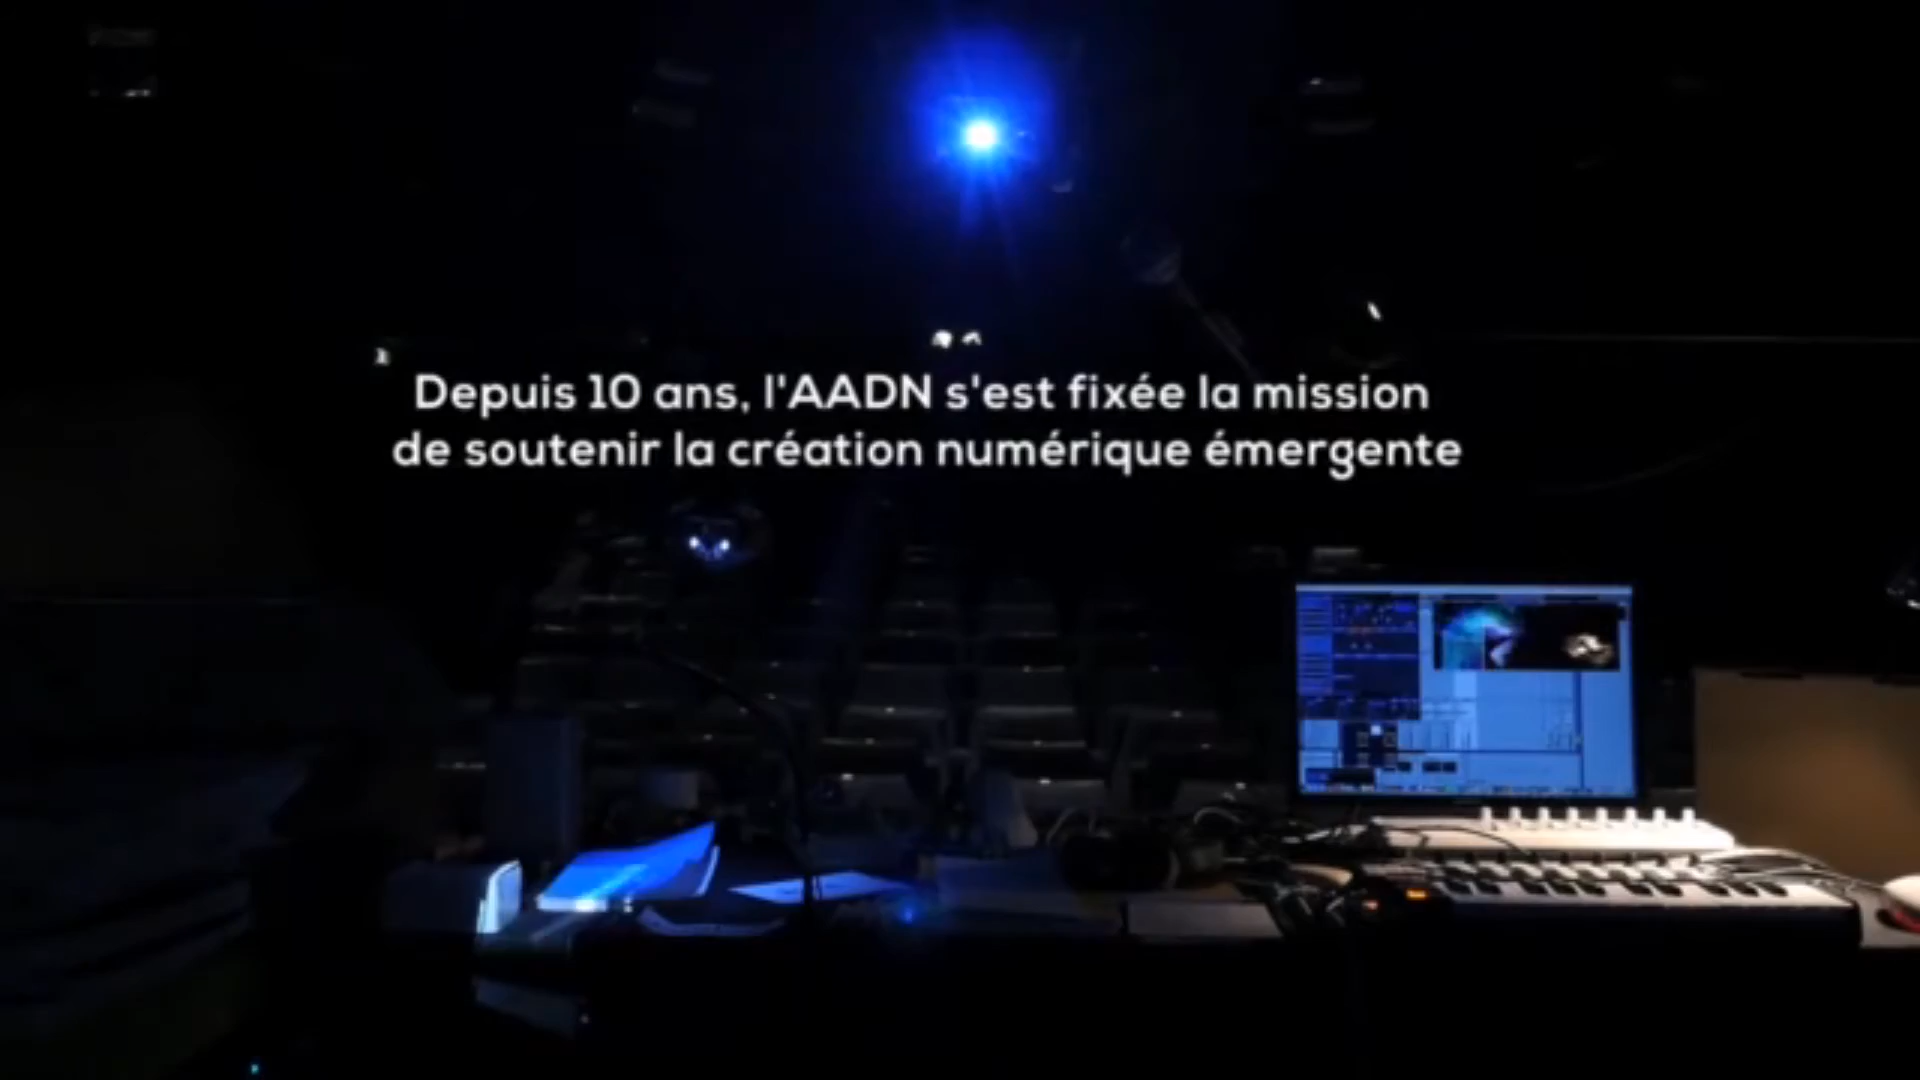 Depuis 10 ans, l'AADN s'est fixée la mission
de soutenir la création numérique émergente